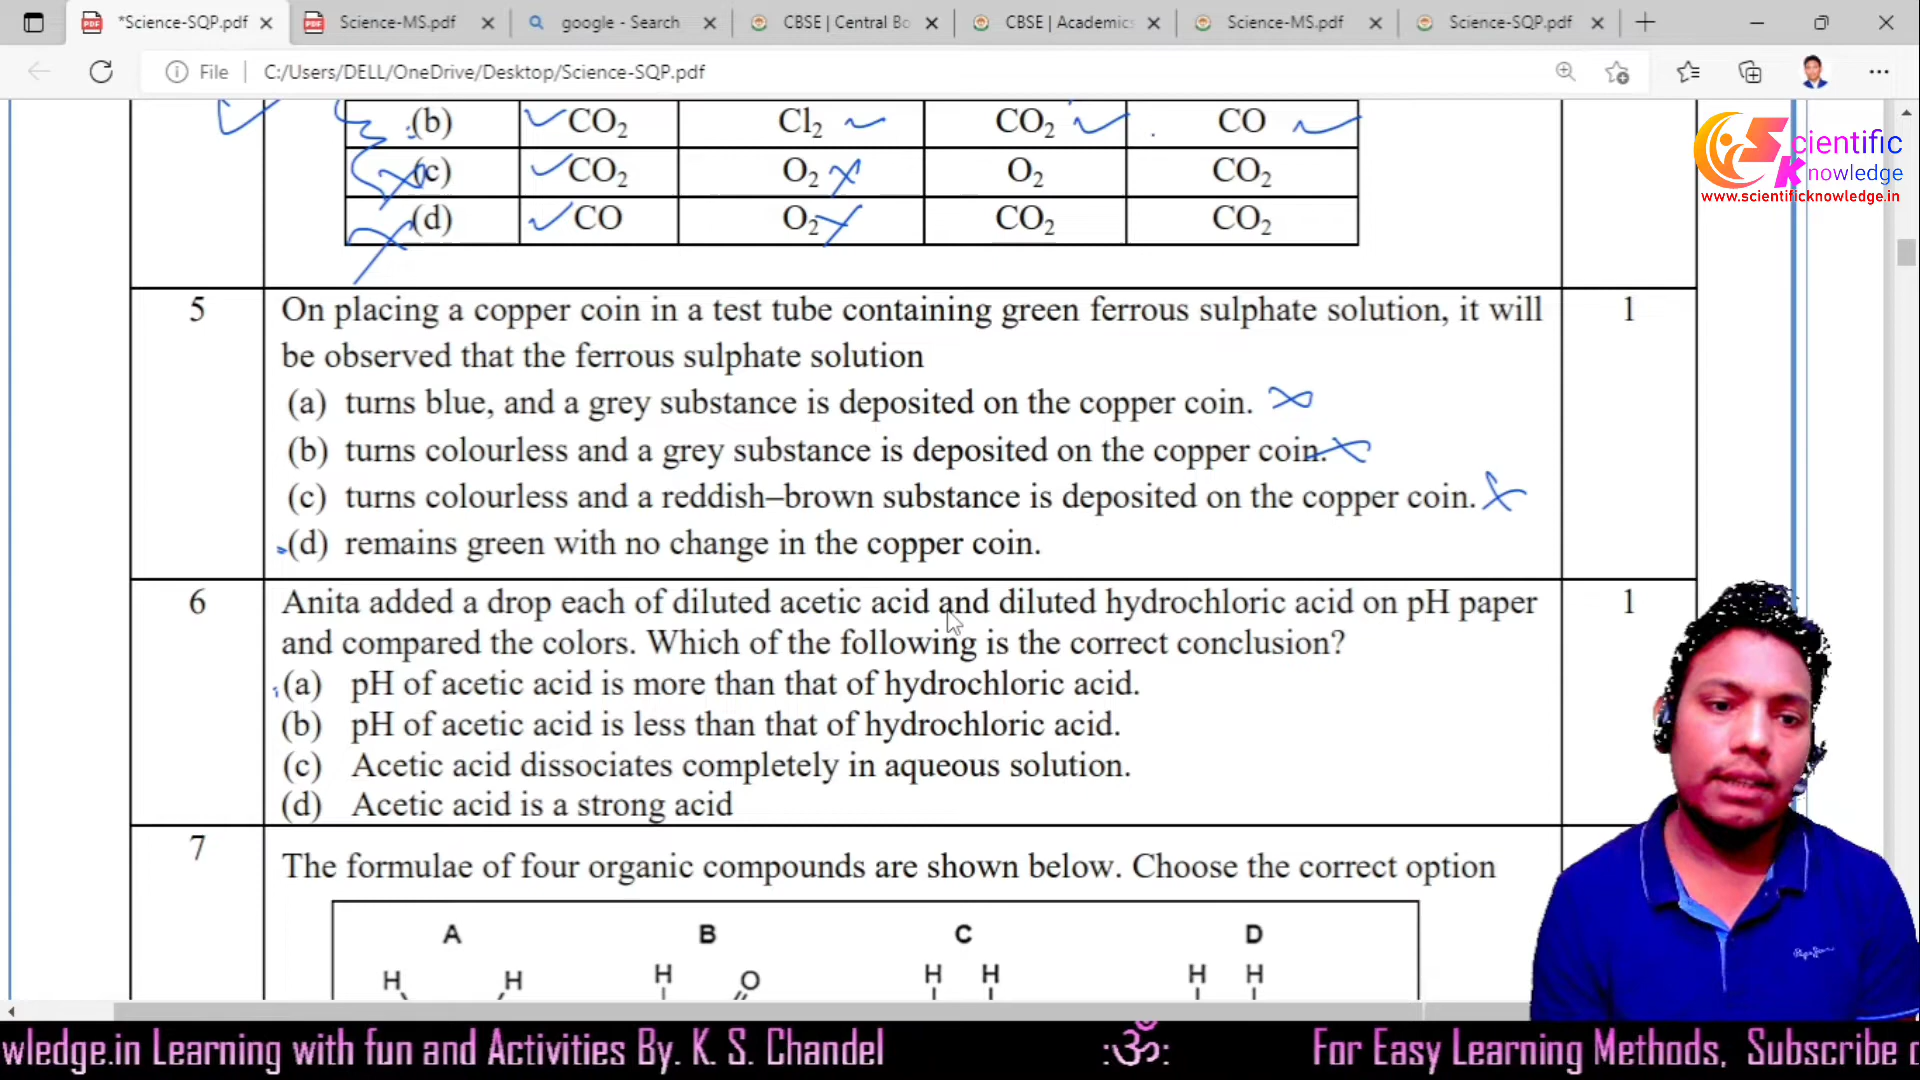 *Science-SQP.pdf
Science-MS.pdf
google - Search
CBSE | Central Bo
CBSE | Academics
Science-MS.pdf
Science-SQP.pdf
File
C:/Users/DELL/OneDrive/Desktop/Science-SQP.pdf
(b) CO2 Cl2 CO2 CO
(c) CO2 O2 O2 CO2
(d) CO O2 CO2 CO2
Scientific
Knowledge
www.scientificknowledge.in
5 On placing a copper coin in a test tube containing green ferrous sulphate solution, it will 1
be observed that the ferrous sulphate solution
(a) turns blue, and a grey substance is deposited on the copper coin.
(b) turns colourless and a grey substance is deposited on the copper coin.
(c) turns colourless and a reddish–brown substance is deposited on the copper coin.
(d) remains green with no change in the copper coin.
6 Anita added a drop each of diluted acetic acid and diluted hydrochloric acid on pH paper 1
and compared the colors. Which of the following is the correct conclusion?
(a) pH of acetic acid is more than that of hydrochloric acid.
(b) pH of acetic acid is less than that of hydrochloric acid.
(c) Acetic acid dissociates completely in aqueous solution.
(d) Acetic acid is a strong acid
7 The formulae of four organic compounds are shown below. Choose the correct option
A B C D
H H H O H H H H
wledge.in Learning with fun and Activities By. K. S. Chandel :ॐ: For Easy Learning Methods, Subscribe